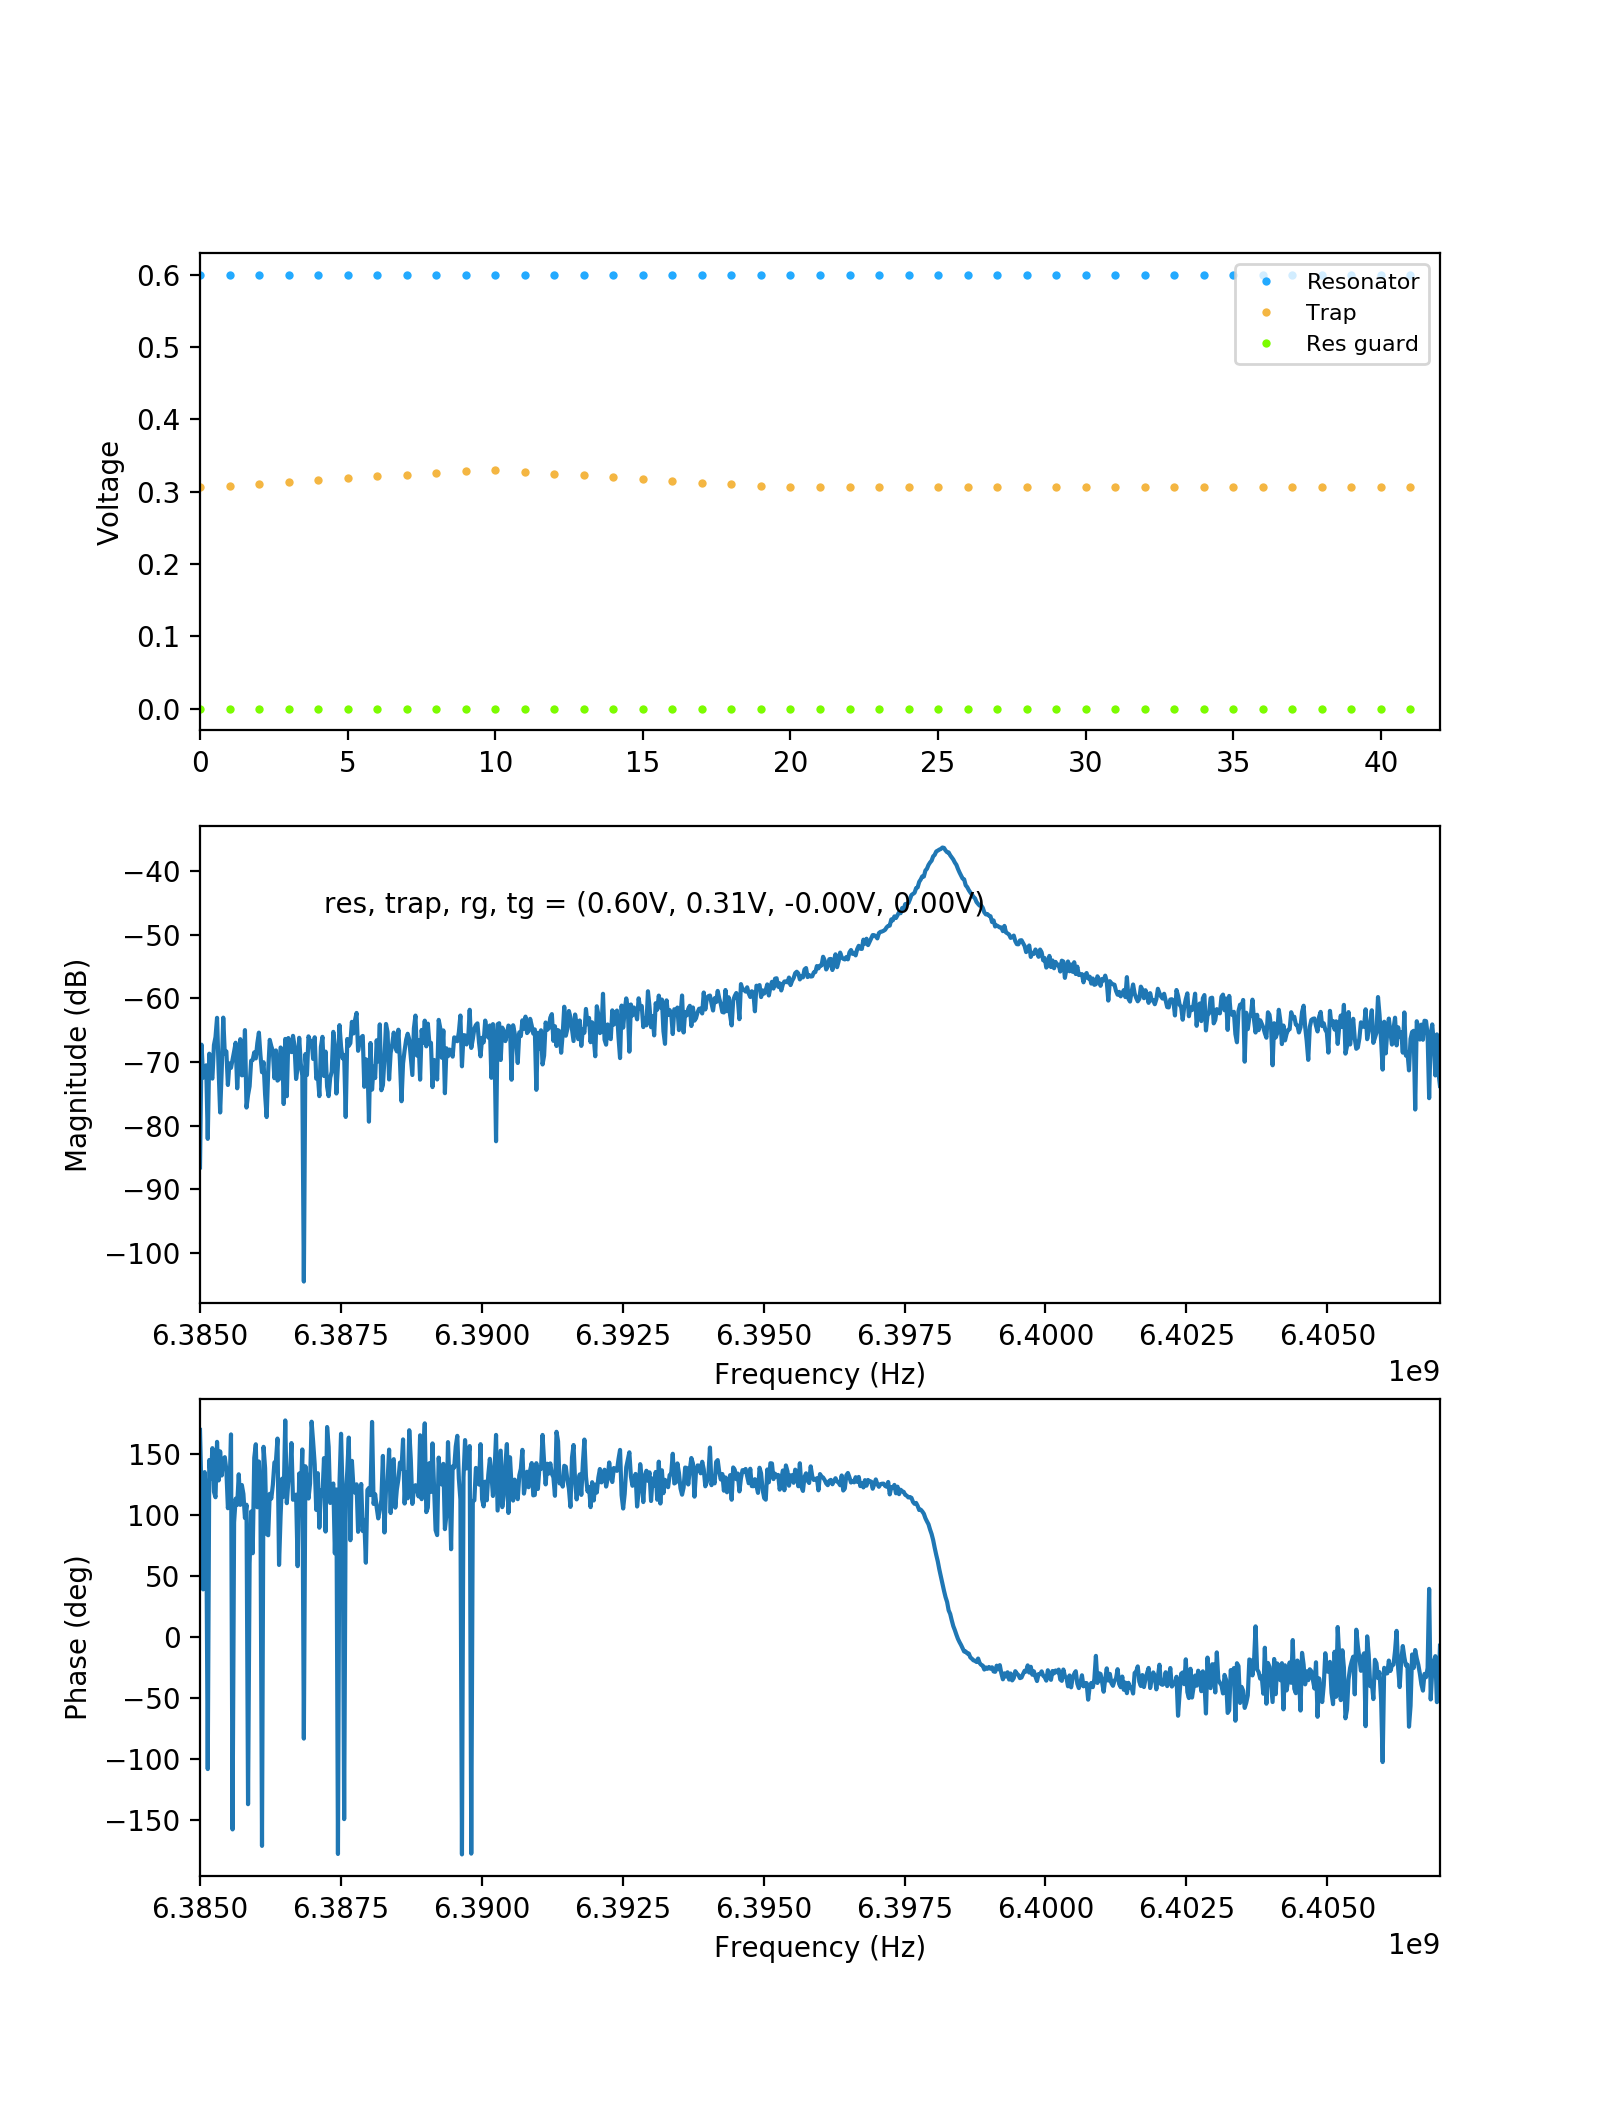 0.6
0.5
0.4
0.3
0.2
0.1
0.0
Voltage
Resonator
Trap
Res guard
0 5 10 15 20 25 30 35 40
−40
−50
−60
−70
−80
−90
−100
Magnitude (dB)
res, trap, rg, tg = (0.60V, 0.31V, -0.00V, 0.00V)
6.3850 6.3875 6.3900 6.3925 6.3950 6.3975 6.4000 6.4025 6.4050
Frequency (Hz)
1e9
150
100
50
0
−50
−100
−150
Phase (deg)
6.3850 6.3875 6.3900 6.3925 6.3950 6.3975 6.4000 6.4025 6.4050
Frequency (Hz)
1e9